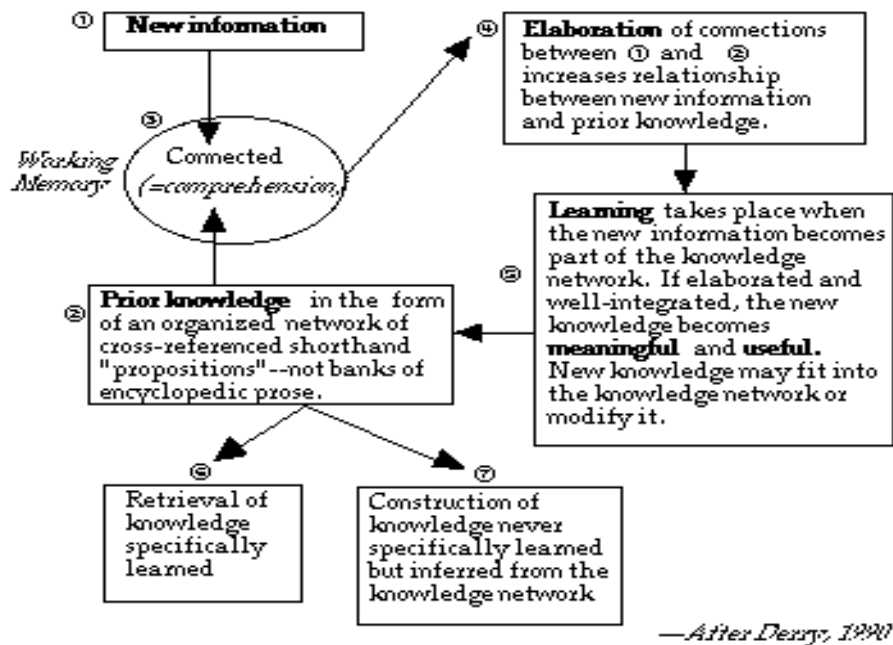 ① New information
③
Working
Memory
Connected
(=comprehension)
② Prior knowledge in the form
of an organized network of
cross-referenced shorthand
"propositions"--not banks of
encyclopedic prose.
④ Elaboration of connections
between ① and ②
increases relationship
between new information
and prior knowledge.
⑤
Learning takes place when
the new information becomes
part of the knowledge
network. If elaborated and
well-integrated, the new
knowledge becomes
meaningful and useful.
New knowledge may fit into
the knowledge network or
modify it.
⑥
Retrieval of
knowledge
specifically
learned
⑦
Construction of
knowledge never
specifically learned
but inferred from the
knowledge network
—After Derry, 1990